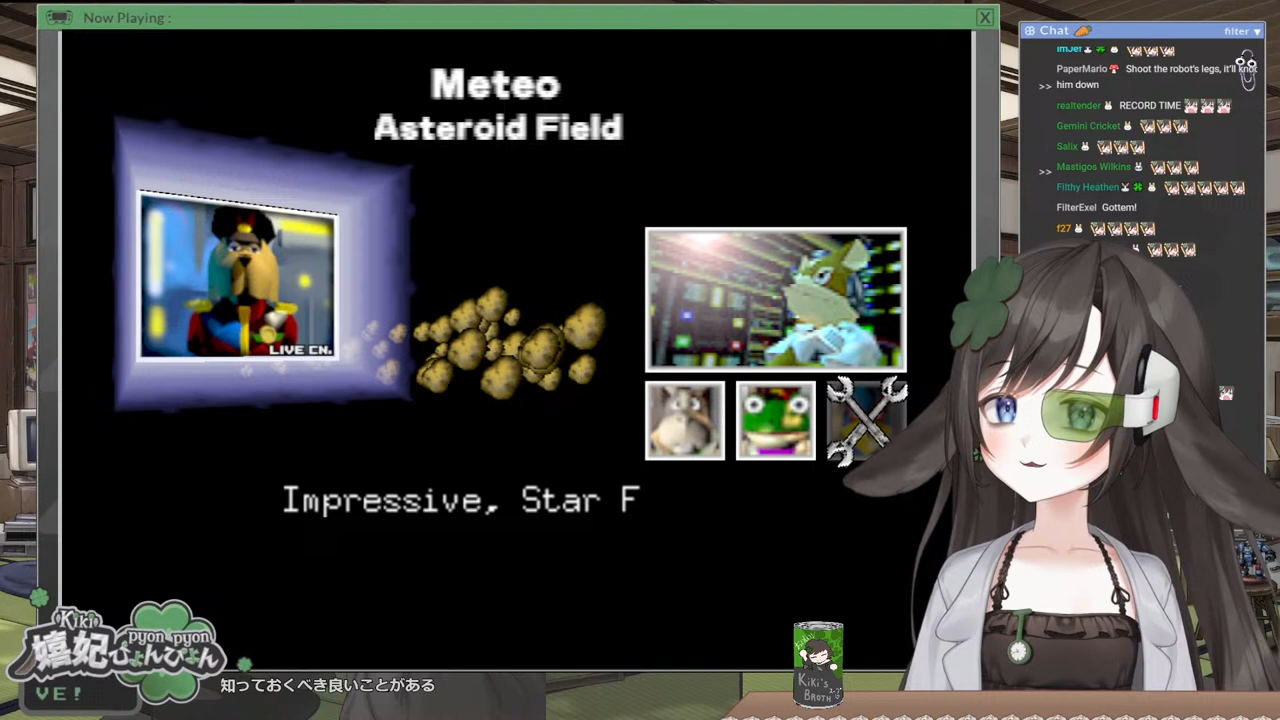 Now Playing :
X
Meteo
Asteroid Field
LIVE CN.
Impressive, Star F
Chat
filter ▼
ImJef
PaperMario Shoot the robot's legs, it'll knock
>> him down
realtender RECORD TIME
Gemini Cricket
Salix
>> Mastigos Wilkins
Filthy Heathen
FilterExel Gottem!
f27
Kiki
pyon pyon
嬉妃ぴょんぴょん
VE!
知っておくべき良いことがある
KIKI'S
BROTH